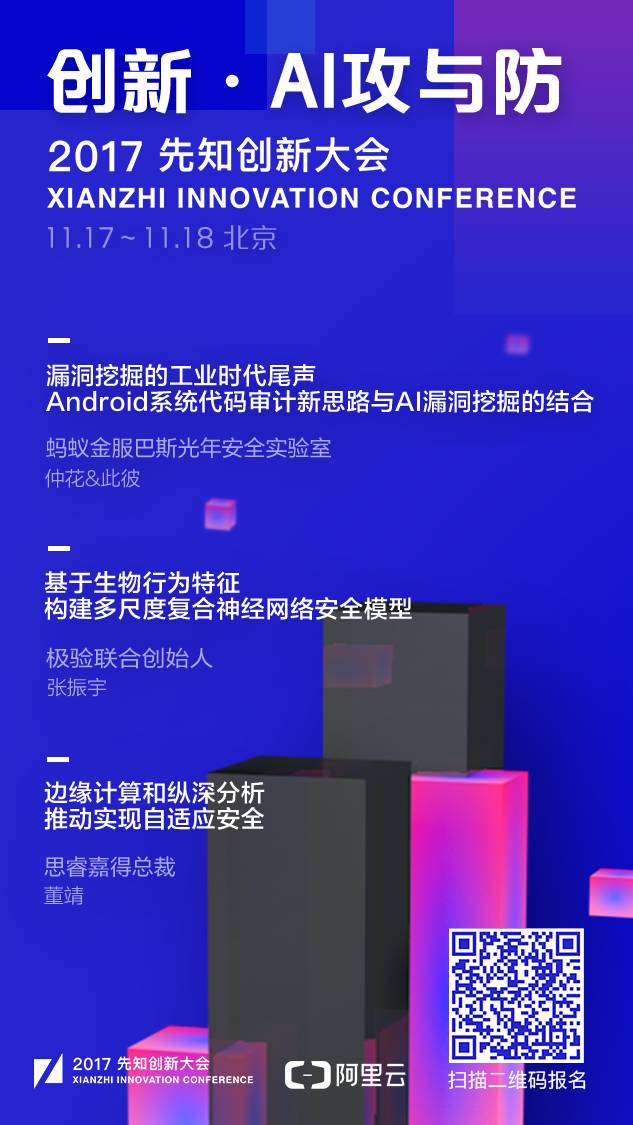 创新·AI攻与防
2017 先知创新大会
XIANZHI INNOVATION CONFERENCE
11.17~11.18 北京
漏洞挖掘的工业时代尾声
Android系统代码审计新思路与AI漏洞挖掘的结合
蚂蚁金服巴斯光年安全实验室
仲花&此彼
基于生物行为特征
构建多尺度复合神经网络安全模型
极验联合创始人
张振宇
边缘计算和纵深分析
推动实现自适应安全
思睿嘉得总裁
董靖
2017 先知创新大会
XIANZHI INNOVATION CONFERENCE
阿里云
扫描二维码报名